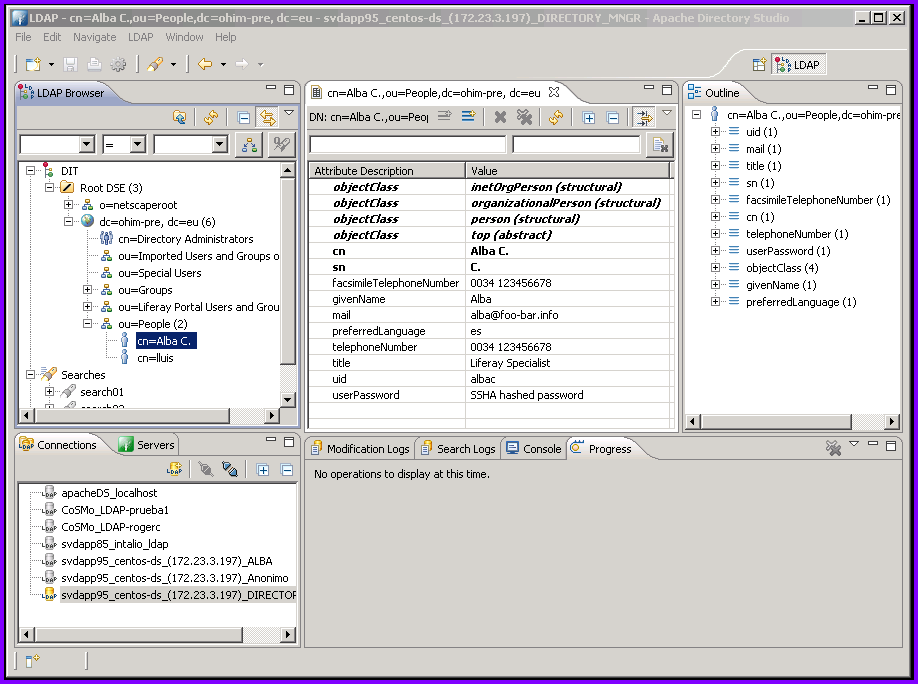 LDAP - cn=Alba C.,ou=People,dc=ohim-pre, dc=eu - svdapp95_centos-ds_(172.23.3.197)_DIRECTORY_MNGR - Apache Directory Studio
File Edit Navigate LDAP Window Help
LDAP
LDAP Browser
=
DIT
Root DSE (3)
o=netscaperoot
dc=ohim-pre, dc=eu (6)
cn=Directory Administrators
ou=Imported Users and Groups o
ou=Special Users
ou=Groups
ou=Liferay Portal Users and Grou
ou=People (2)
cn=Alba C.
cn=lluis
Searches
search01
cn=Alba C.,ou=People,dc=ohim-pre, dc=eu
DN: cn=Alba C.,ou=Peop
Attribute Description Value
objectClass inetOrgPerson (structural)
objectClass organizationalPerson (structural)
objectClass person (structural)
objectClass top (abstract)
cn Alba C.
sn C.
facsimileTelephoneNumber 0034 123456678
givenName Alba
mail alba@foo-bar.info
preferredLanguage es
telephoneNumber 0034 123456678
title Liferay Specialist
uid albac
userPassword SSHA hashed password
Outline
cn=Alba C.,ou=People,dc=ohim-pre
uid (1)
mail (1)
title (1)
sn (1)
facsimileTelephoneNumber (1)
cn (1)
telephoneNumber (1)
userPassword (1)
objectClass (4)
givenName (1)
preferredLanguage (1)
Connections Servers
apacheDS_localhost
CoSMo_LDAP-prueba1
CoSMo_LDAP-rogerc
svdapp85_intalio_ldap
svdapp95_centos-ds_(172.23.3.197)_ALBA
svdapp95_centos-ds_(172.23.3.197)_Anonimo
svdapp95_centos-ds_(172.23.3.197)_DIRECTOR
Modification Logs Search Logs Console Progress
No operations to display at this time.